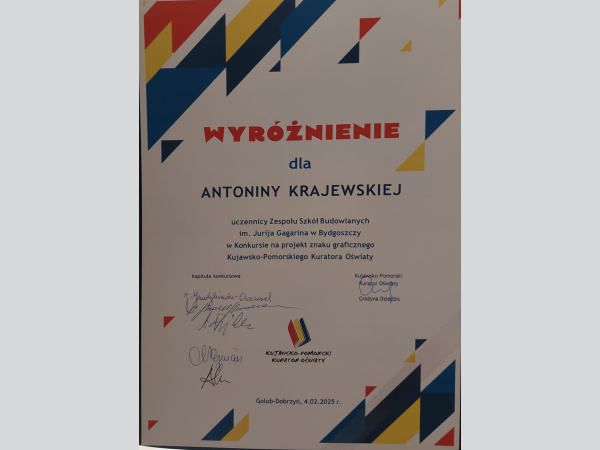 WYRÓŻNIENIE
dla
ANTONINY KRAJEWSKIEJ
uczennicy Zespołu Szkół Budowlanych
im. Jurija Gagarina w Bydgoszczy
w Konkursie na projekt znaku graficznego
Kujawsko-Pomorskiego Kuratora Oświaty
Kapituła konkursowa:
Kujawsko-Pomorski
Kurator Oświaty
Grażyna Dziedzic
KUJAWSKO-POMORSKI
KURATOR OŚWIATY
Golub-Dobrzyń, 4.02.2025 r.